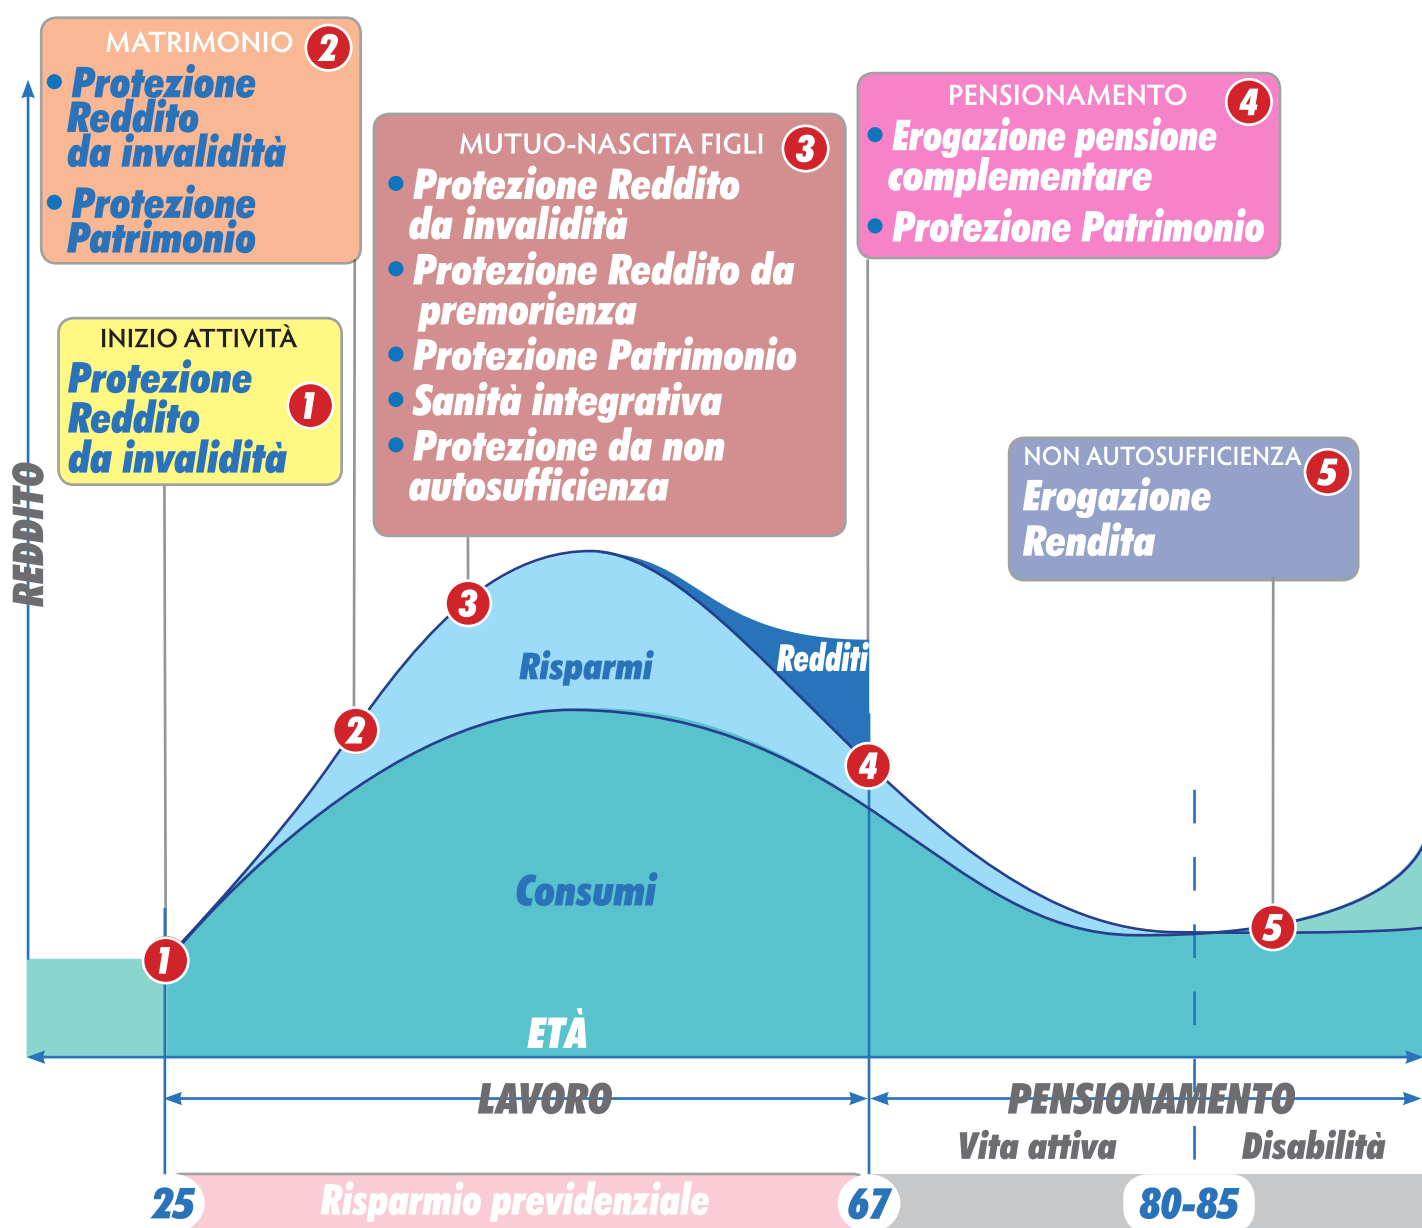 MATRIMONIO 2
• Protezione
Reddito
da invalidità
• Protezione
Patrimonio
INIZIO ATTIVITÀ
Protezione
Reddito
da invalidità
1
MUTUO-NASCITA FIGLI 3
• Protezione Reddito
da invalidità
• Protezione Reddito da
premorienza
• Protezione Patrimonio
• Sanità integrativa
• Protezione da non
autosufficienza
PENSIONAMENTO 4
• Erogazione pensione
complementare
• Protezione Patrimonio
NON AUTOSUFFICIENZA 5
Erogazione
Rendita
REDDITO
3
Risparmi
Redditi
2
4
Consumi
1
5
ETÀ
LAVORO
PENSIONAMENTO
Vita attiva
Disabilità
25
Risparmio previdenziale
67
80-85